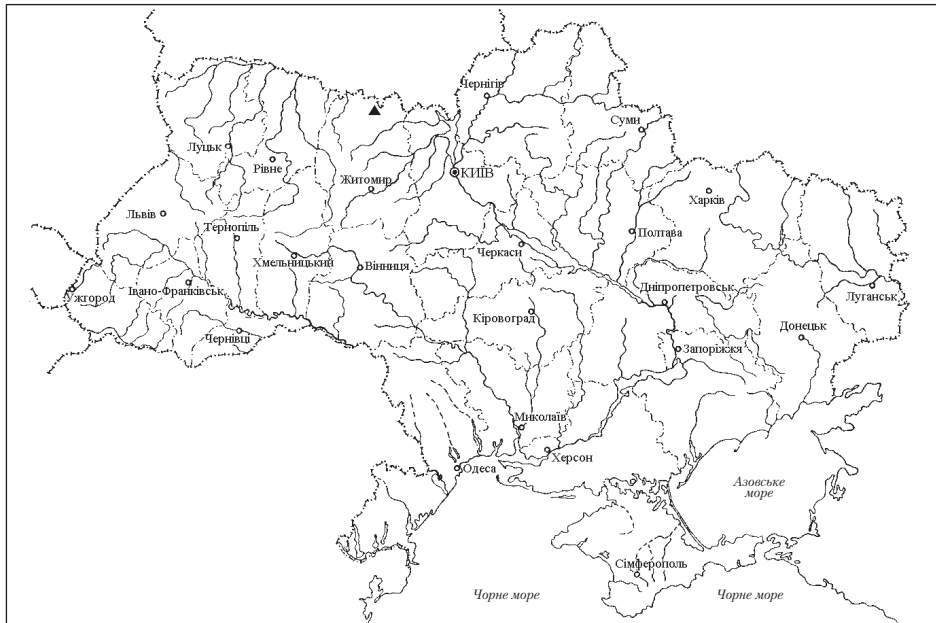 Чернігів
Суми
Луцьк
Рівне
Житомир
КИЇВ
Харків
Львів
Тернопіль
Полтава
Черкаси
Хмельницький
Вінниця
Ужгород
Івано-Франківськ
Дніпропетровськ
Луганськ
Кіровоград
Донецьк
Чернівці
Запоріжжя
Миколаїв
Херсон
Одеса
Азовське
море
Сімферополь
Чорне море
Чорне море